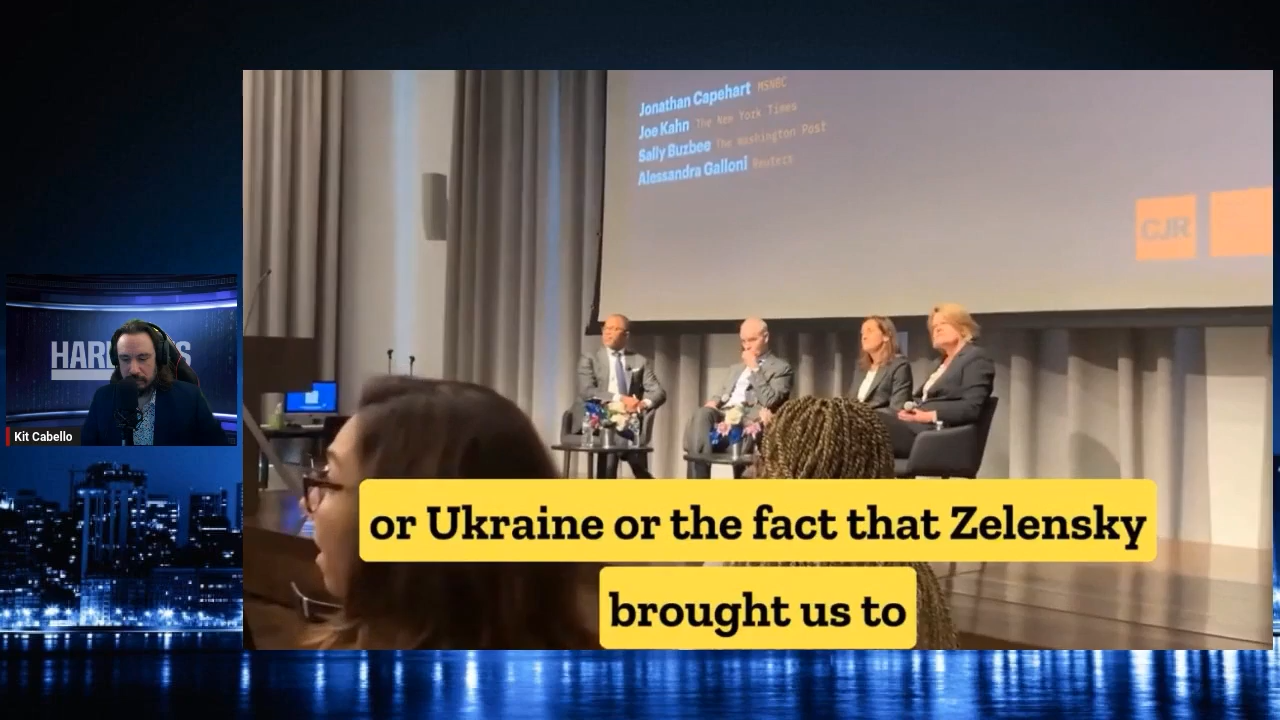 Jonathan Capehart MSNBC
Joe Kahn The New York Times
Sally Buzbee The Washington Post
Alessandra Galloni Reuters
CJR
Kit Cabello
or Ukraine or the fact that Zelensky
brought us to